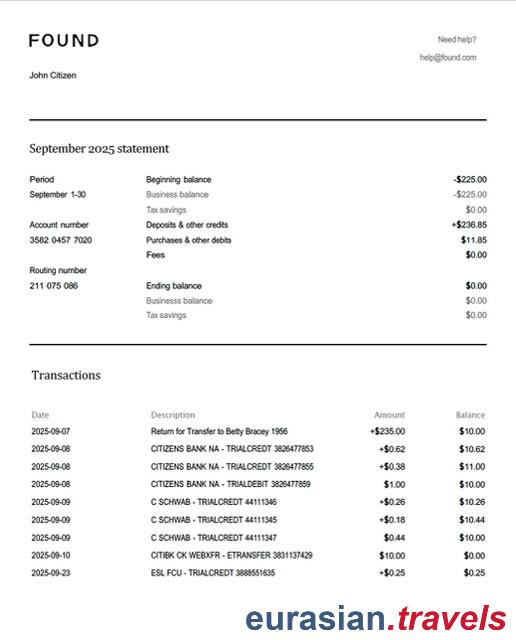 FOUND
Need help?
help@found.com
John Citizen
September 2025 statement
Period Beginning balance -$225.00
September 1-30 Business balance -$225.00
Tax savings $0.00
Account number Deposits & other credits +$236.85
3582 0457 7020 Purchases & other debits $11.85
Fees $0.00
Routing number
211 075 086 Ending balance $0.00
Businesss balance $0.00
Tax savings $0.00
Transactions
Date Description Amount Balance
2025-09-07 Return for Transfer to Betty Bracey 1956 +$235.00 $10.00
2025-09-08 CITIZENS BANK NA - TRIALCREDT 3826477853 +$0.62 $10.62
2025-09-08 CITIZENS BANK NA - TRIALCREDT 3826477855 +$0.38 $11.00
2025-09-08 CITIZENS BANK NA - TRIALDEBIT 3826477859 $1.00 $10.00
2025-09-09 C SCHWAB - TRIALCREDT 44111346 +$0.26 $10.26
2025-09-09 C SCHWAB - TRIALCREDT 44111345 +$0.18 $10.44
2025-09-09 C SCHWAB - TRIALCREDT 44111347 $0.44 $10.00
2025-09-10 CITIBK CK WEBXFR - ETRANSFER 3831137429 $10.00 $0.00
2025-09-23 ESL FCU - TRIALCREDT 3888551635 +$0.25 $0.25
eurasian.travels